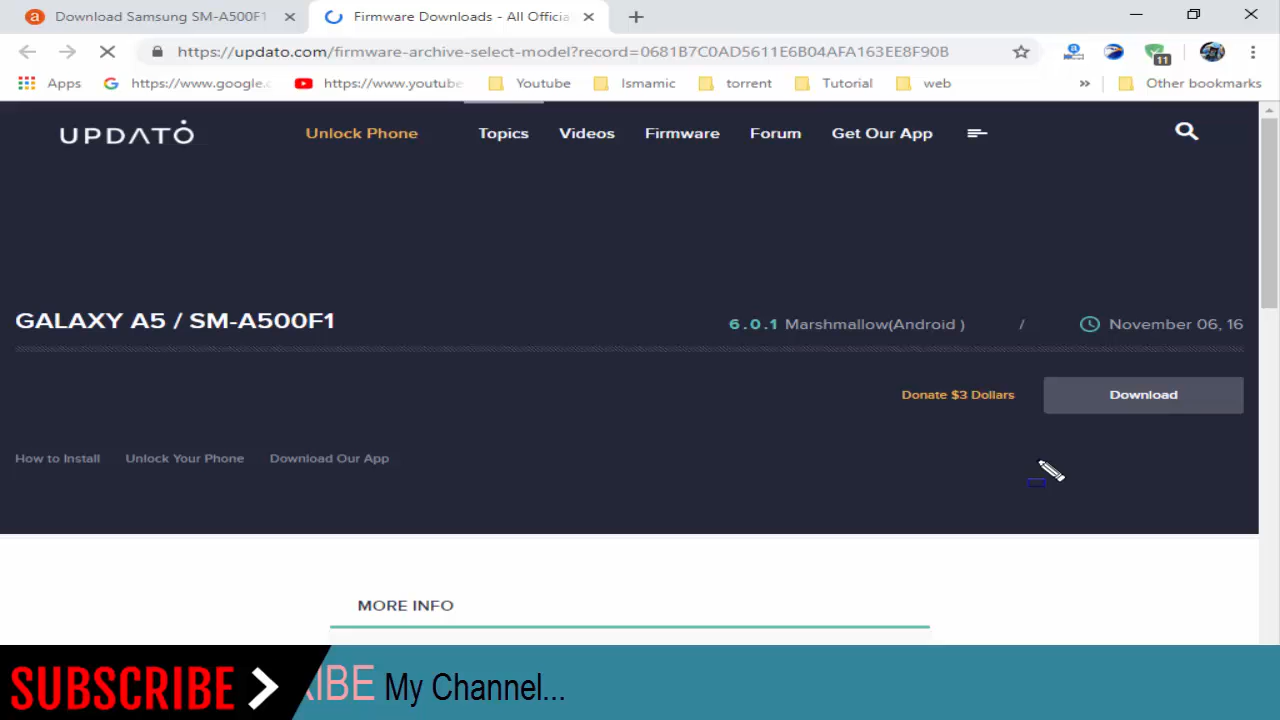 Download Samsung SM-A500F1
Firmware Downloads - All Officia
https://updato.com/firmware-archive-select-model?record=0681B7C0AD5611E6B04AFA163EE8F90B
11
Apps
https://www.google.c
https://www.youtube
Youtube
Ismamic
torrent
Tutorial
web
»
Other bookmarks
UPDATO
Unlock Phone
Topics
Videos
Firmware
Forum
Get Our App
GALAXY A5 / SM-A500F1
6.0.1 Marshmallow(Android )
/
November 06, 16
Donate $3 Dollars
Download
How to Install
Unlock Your Phone
Download Our App
MORE INFO
SUBSCRIBE
RIBE My Channel...